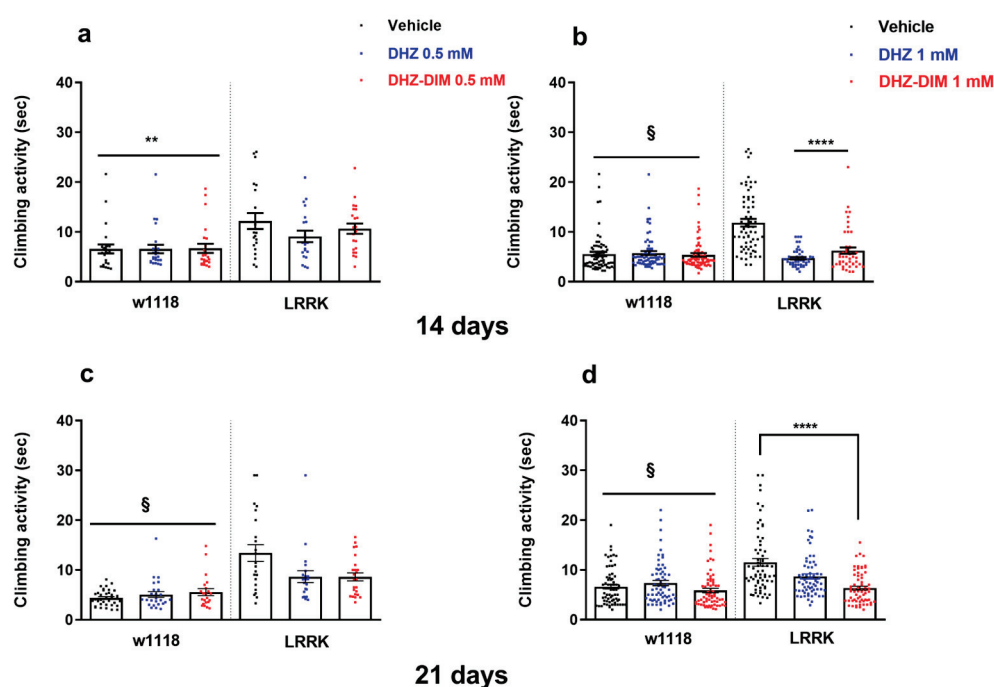 a
Vehicle
DHZ 0.5 mM
DHZ-DIM 0.5 mM
Climbing activity (sec)
40
30
20
10
0
**
w1118
LRRK
b
Vehicle
DHZ 1 mM
DHZ-DIM 1 mM
Climbing activity (sec)
40
30
20
10
0
§
****
w1118
LRRK
14 days
c
Climbing activity (sec)
40
30
20
10
0
§
w1118
LRRK
d
Climbing activity (sec)
40
30
20
10
0
§
****
w1118
LRRK
21 days